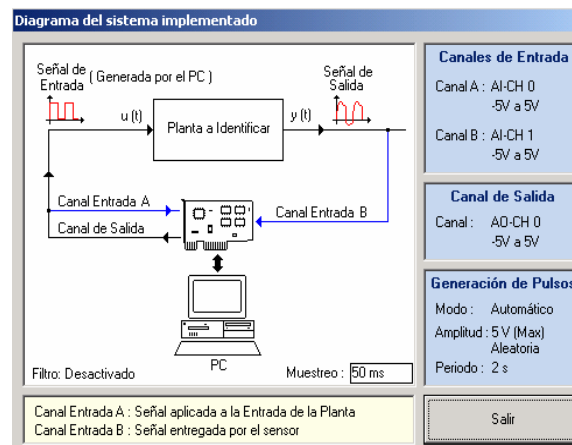 Diagrama del sistema implementado
Señal de Entrada
( Generada por el PC )
Señal de Salida
u (t)
Planta a Identificar
y (t)
Canal Entrada A
Canal Entrada B
Canal de Salida
PC
Filtro: Desactivado
Muestreo : 50 ms
Canales de Entrada
Canal A : AI-CH 0
-5V a 5V
Canal B : AI-CH 1
-5V a 5V
Canal de Salida
Canal : AO-CH 0
-5V a 5V
Generación de Pulsos
Modo : Automático
Amplitud : 5 V (Max)
Aleatoria
Periodo : 2 s
Canal Entrada A : Señal aplicada a la Entrada de la Planta
Canal Entrada B : Señal entregada por el sensor
Salir